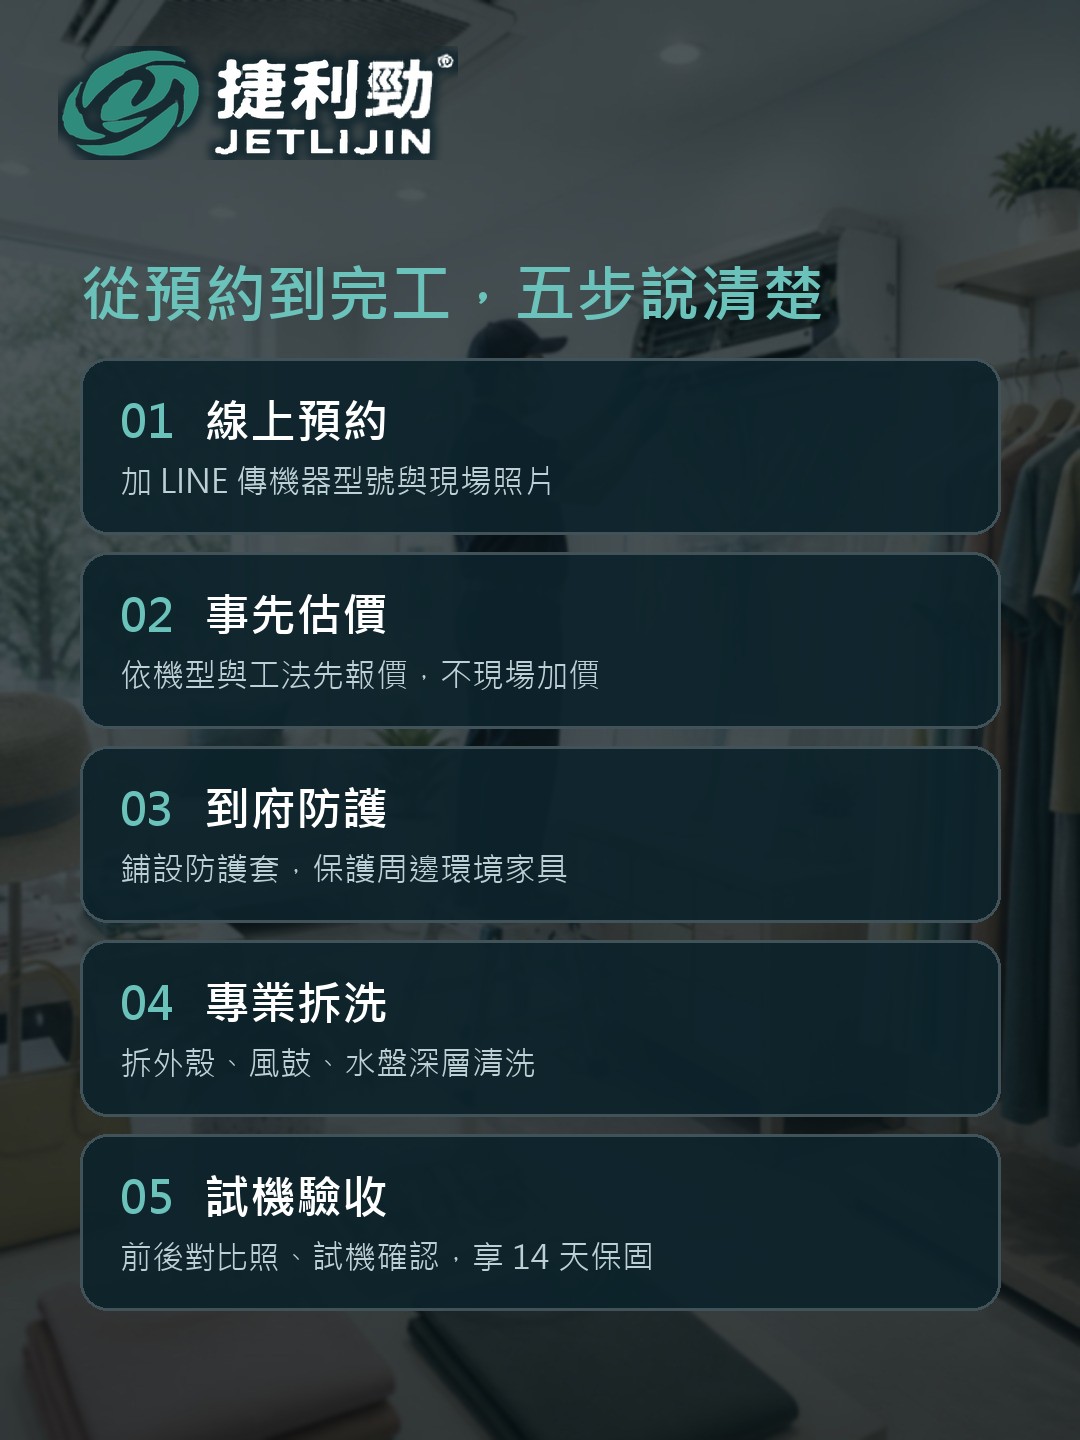 捷利勁
JETLIJIN
從預約到完工，五步說清楚
01 線上預約
加 LINE 傳機器型號與現場照片
02 事先估價
依機型與工法先報價，不現場加價
03 到府防護
鋪設防護套，保護周邊環境家具
04 專業拆洗
拆外殼、風鼓、水盤深層清洗
05 試機驗收
前後對比照、試機確認，享 14 天保固